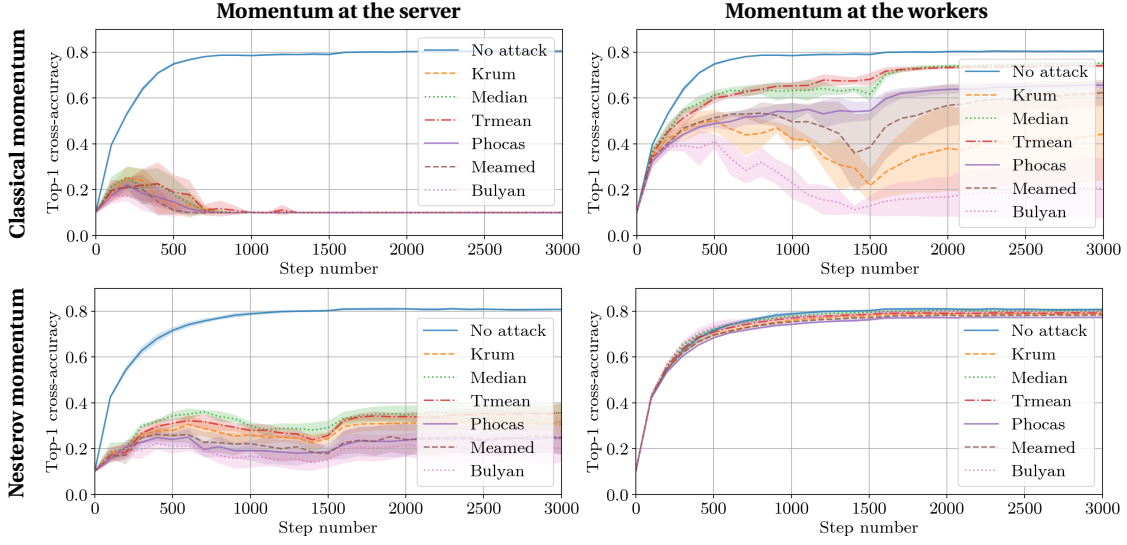 Momentum at the server
Momentum at the workers
Classical momentum
Top-1 cross-accuracy
0.8
0.6
0.4
0.2
0.0
No attack
Krum
Median
Trmean
Phocas
Meamed
Bulyan
0 500 1000 1500 2000 2500 3000
Step number
Top-1 cross-accuracy
0.8
0.6
0.4
0.2
0.0
No attack
Krum
Median
Trmean
Phocas
Meamed
Bulyan
0 500 1000 1500 2000 2500 3000
Step number
Nesterov momentum
Top-1 cross-accuracy
0.8
0.6
0.4
0.2
0.0
No attack
Krum
Median
Trmean
Phocas
Meamed
Bulyan
0 500 1000 1500 2000 2500 3000
Step number
Top-1 cross-accuracy
0.8
0.6
0.4
0.2
0.0
No attack
Krum
Median
Trmean
Phocas
Meamed
Bulyan
0 500 1000 1500 2000 2500 3000
Step number